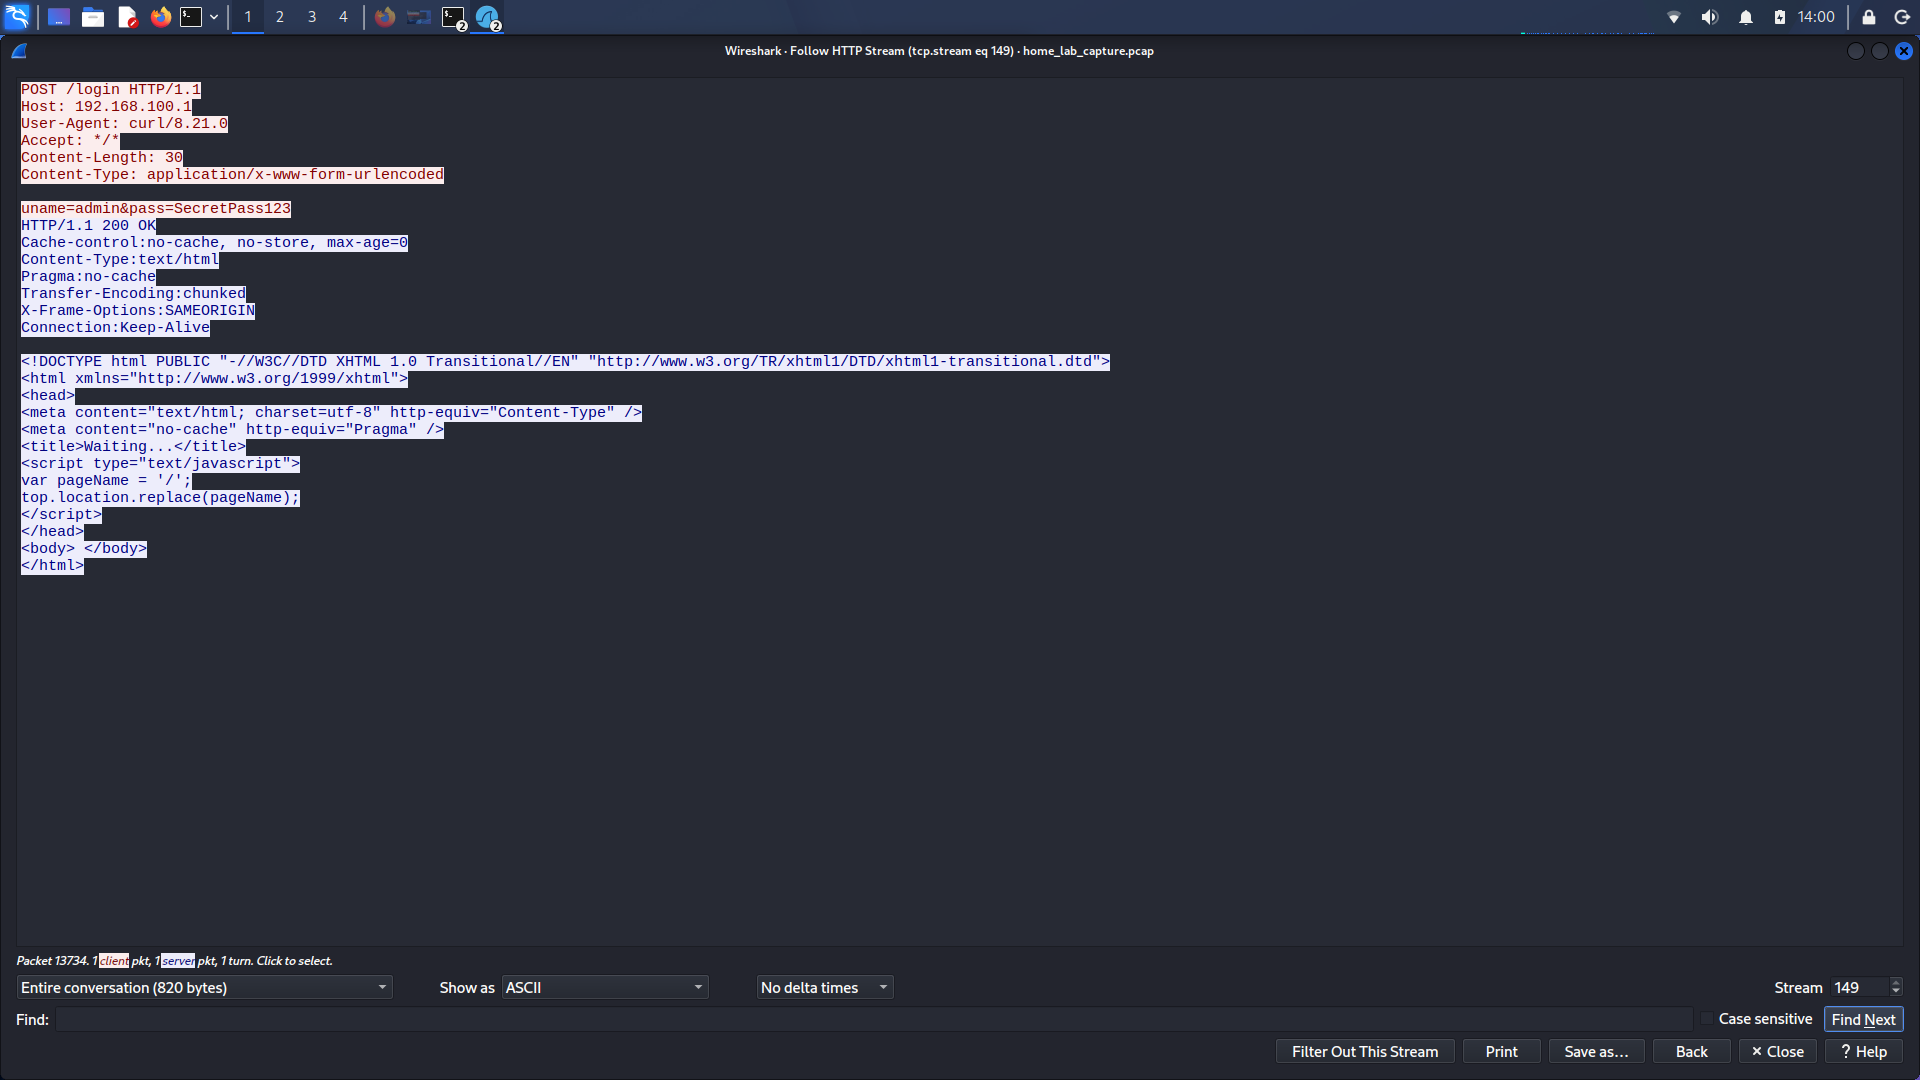 1 2 3 4 2 2 14:00
Wireshark · Follow HTTP Stream (tcp.stream eq 149) · home_lab_capture.pcap
POST /login HTTP/1.1
Host: 192.168.100.1
User-Agent: curl/8.21.0
Accept: */*
Content-Length: 30
Content-Type: application/x-www-form-urlencoded
uname=admin&pass=SecretPass123
HTTP/1.1 200 OK
Cache-control:no-cache, no-store, max-age=0
Content-Type:text/html
Pragma:no-cache
Transfer-Encoding:chunked
X-Frame-Options:SAMEORIGIN
Connection:Keep-Alive
<!DOCTYPE html PUBLIC "-//W3C//DTD XHTML 1.0 Transitional//EN" "http://www.w3.org/TR/xhtml1/DTD/xhtml1-transitional.dtd">
<html xmlns="http://www.w3.org/1999/xhtml">
<head>
<meta content="text/html; charset=utf-8" http-equiv="Content-Type" />
<meta content="no-cache" http-equiv="Pragma" />
<title>Waiting...</title>
<script type="text/javascript">
var pageName = '/';
top.location.replace(pageName);
</script>
</head>
<body> </body>
</html>
Packet 13734. 1 client pkt, 1 server pkt, 1 turn. Click to select.
Entire conversation (820 bytes) Show as ASCII No delta times Stream 149
Find: Case sensitive Find Next
Filter Out This Stream Print Save as… Back × Close ? Help